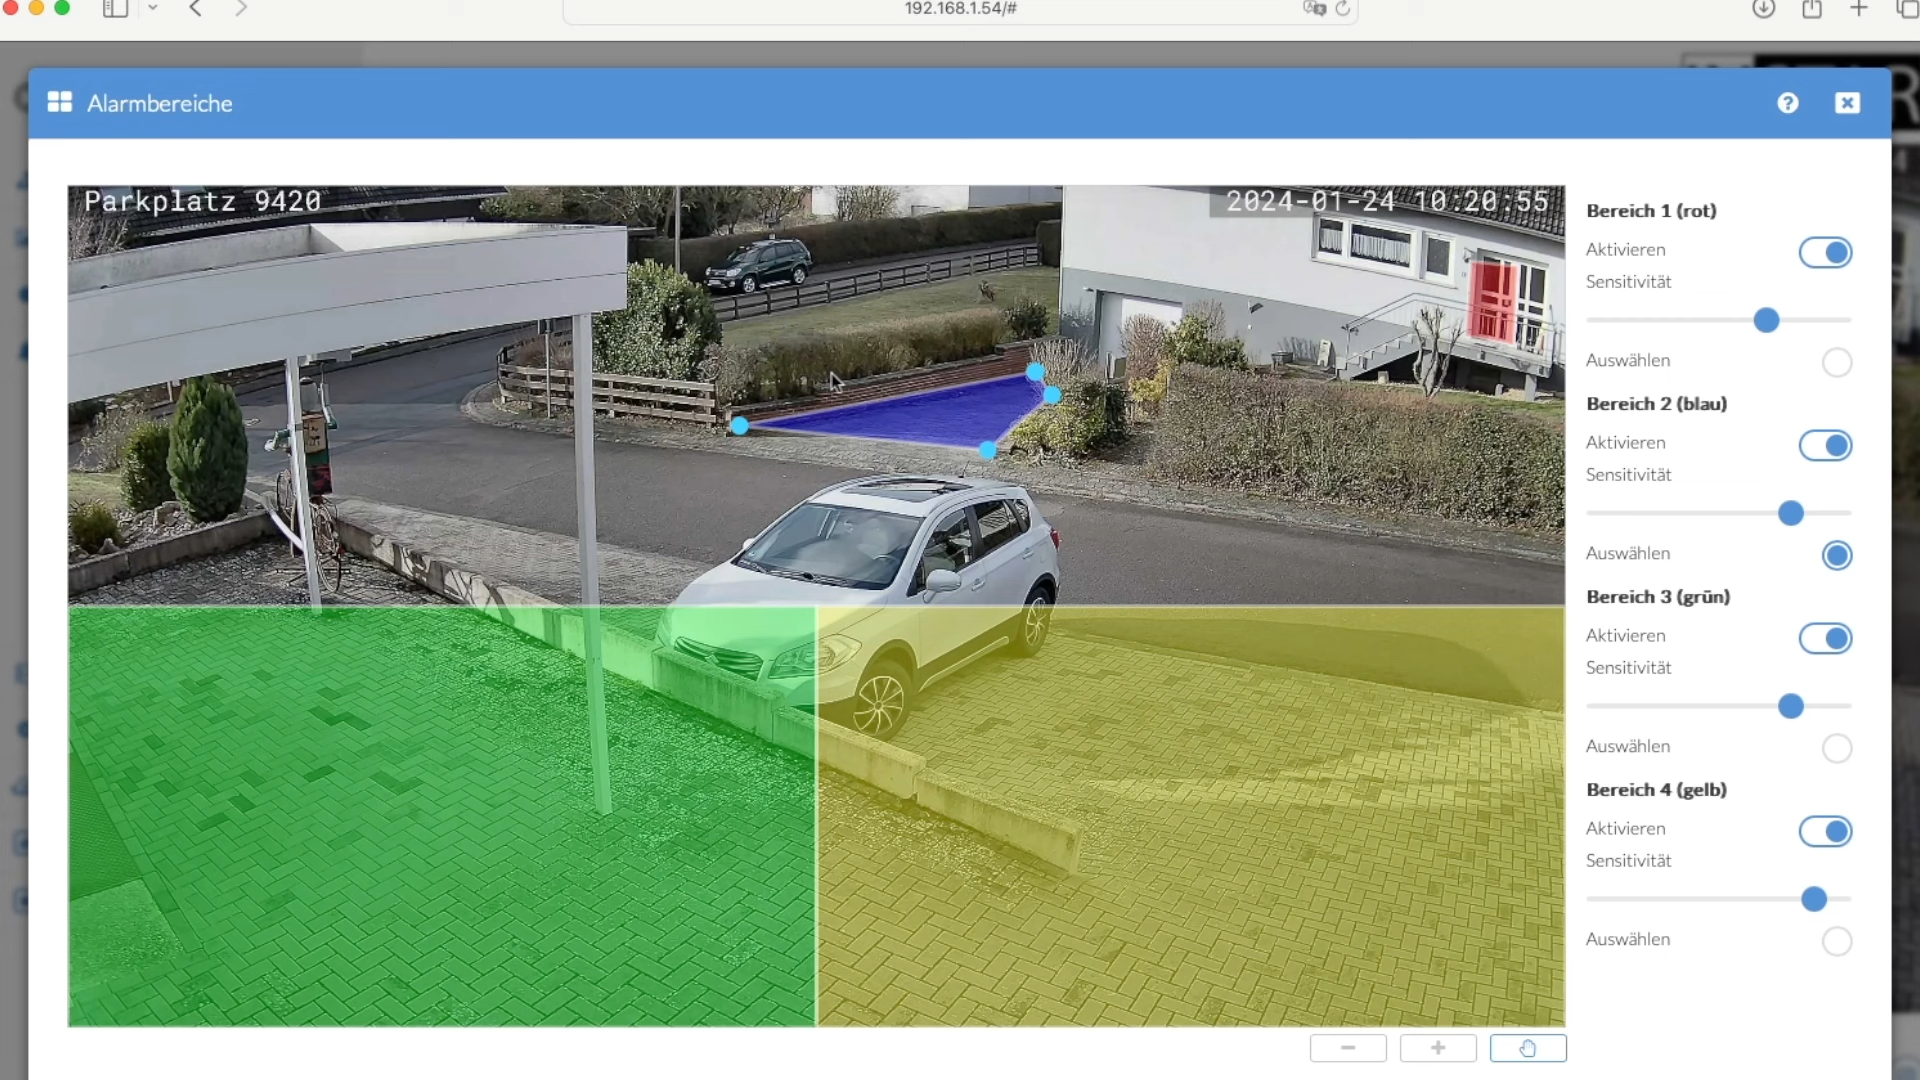 192.168.1.54/#
Alarmbereiche
Parkplatz 9420
2024-01-24 10:20:55
Bereich 1 (rot)
Aktivieren
Sensitivität
Auswählen
Bereich 2 (blau)
Aktivieren
Sensitivität
Auswählen
Bereich 3 (grün)
Aktivieren
Sensitivität
Auswählen
Bereich 4 (gelb)
Aktivieren
Sensitivität
Auswählen